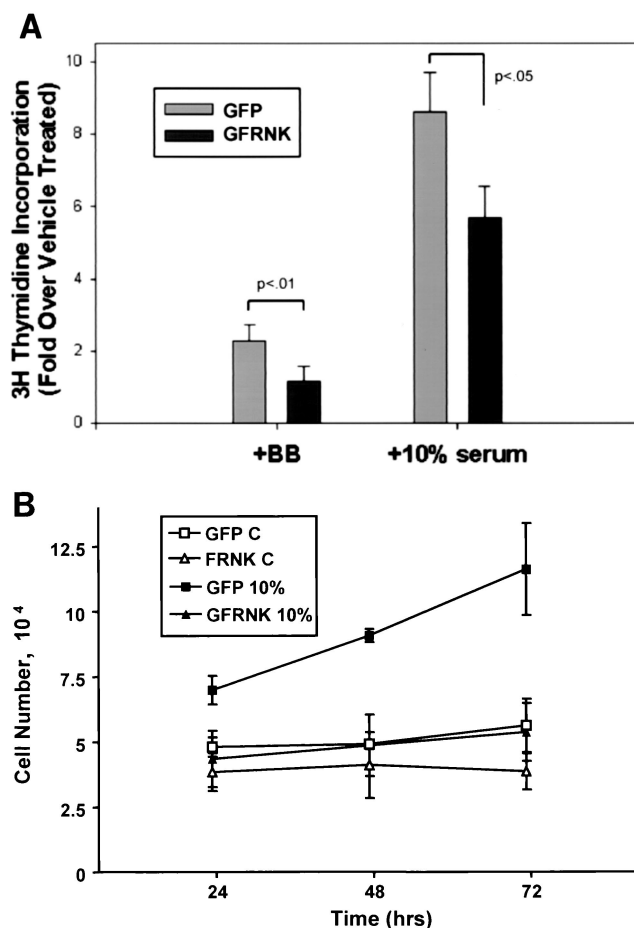 A
3H Thymidine Incorporation
(Fold Over Vehicle Treated)
10
8
6
4
2
0
GFP
GFRNK
p<.01
p<.05
+BB
+10% serum
B
Cell Number, 10⁻⁴
12.5
10
7.5
5
2.5
0
GFP C
FRNK C
GFP 10%
GFRNK 10%
24
48
72
Time (hrs)